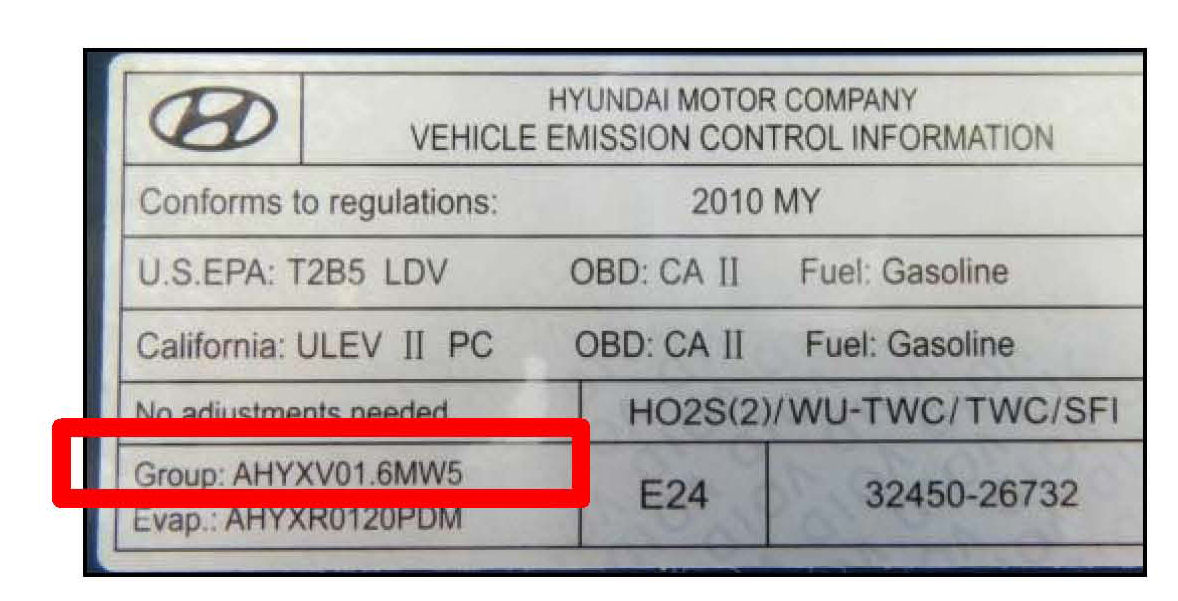 HYUNDAI MOTOR COMPANY
VEHICLE EMISSION CONTROL INFORMATION
Conforms to regulations: 2010 MY
U.S.EPA: T2B5 LDV OBD: CA II Fuel: Gasoline
California: ULEV II PC OBD: CA II Fuel: Gasoline
No adjustments needed HO2S(2)/WU-TWC/TWC/SFI
Group: AHYXV01.6MW5
Evap.: AHYXR0120PDM
E24 32450-26732